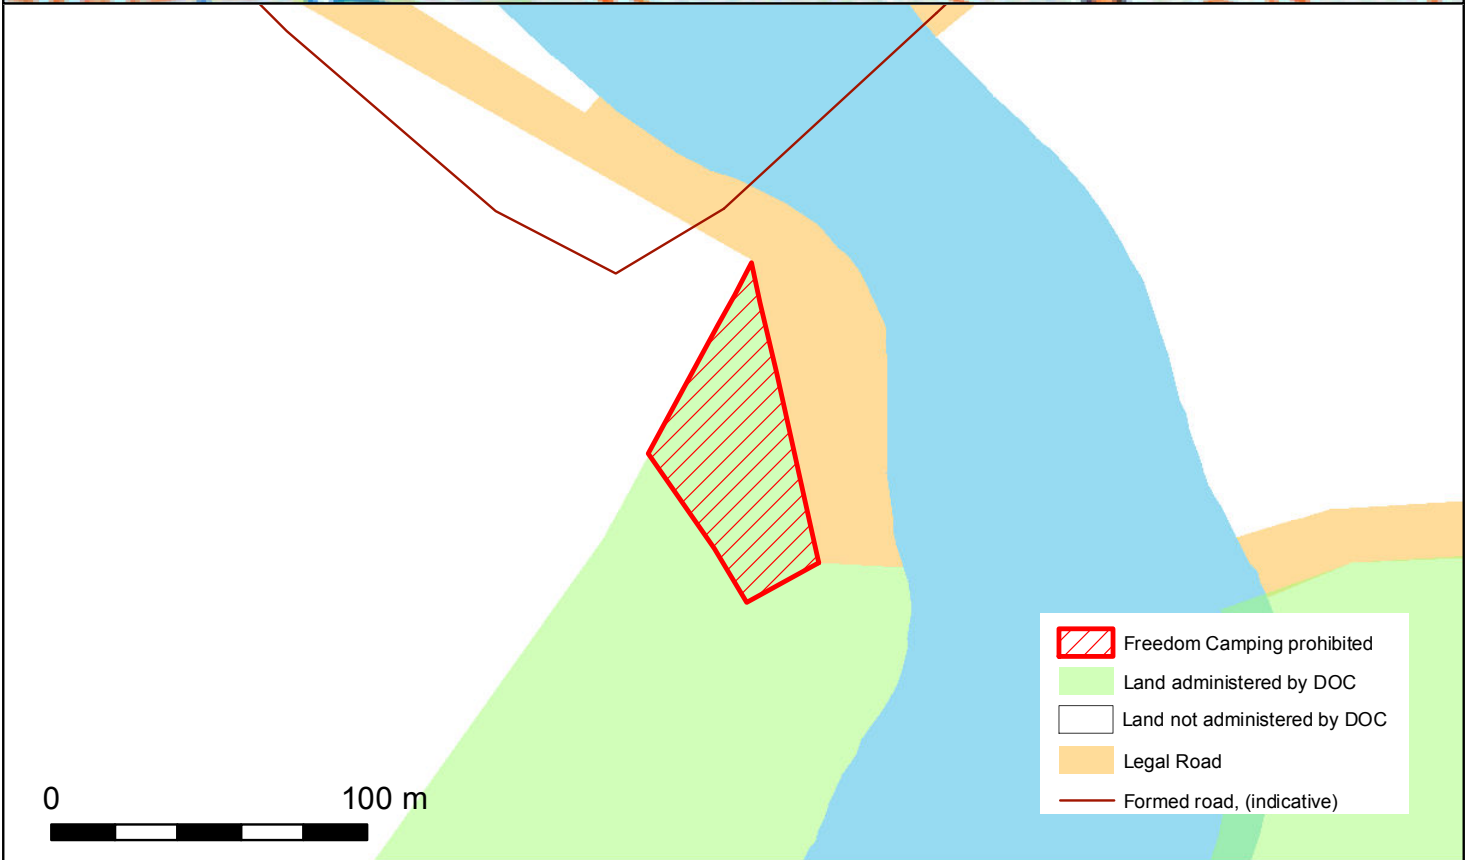 Freedom Camping prohibited
Land administered by DOC
Land not administered by DOC
Legal Road
Formed road, (indicative)
0 100 m